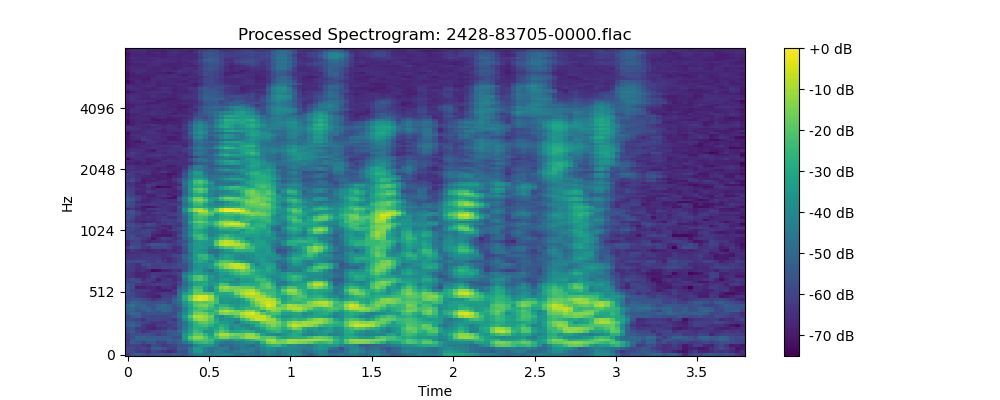 Processed Spectrogram: 2428-83705-0000.flac
Hz
4096
2048
1024
512
0
0
0.5
1
1.5
2
2.5
3
3.5
Time
+0 dB
-10 dB
-20 dB
-30 dB
-40 dB
-50 dB
-60 dB
-70 dB